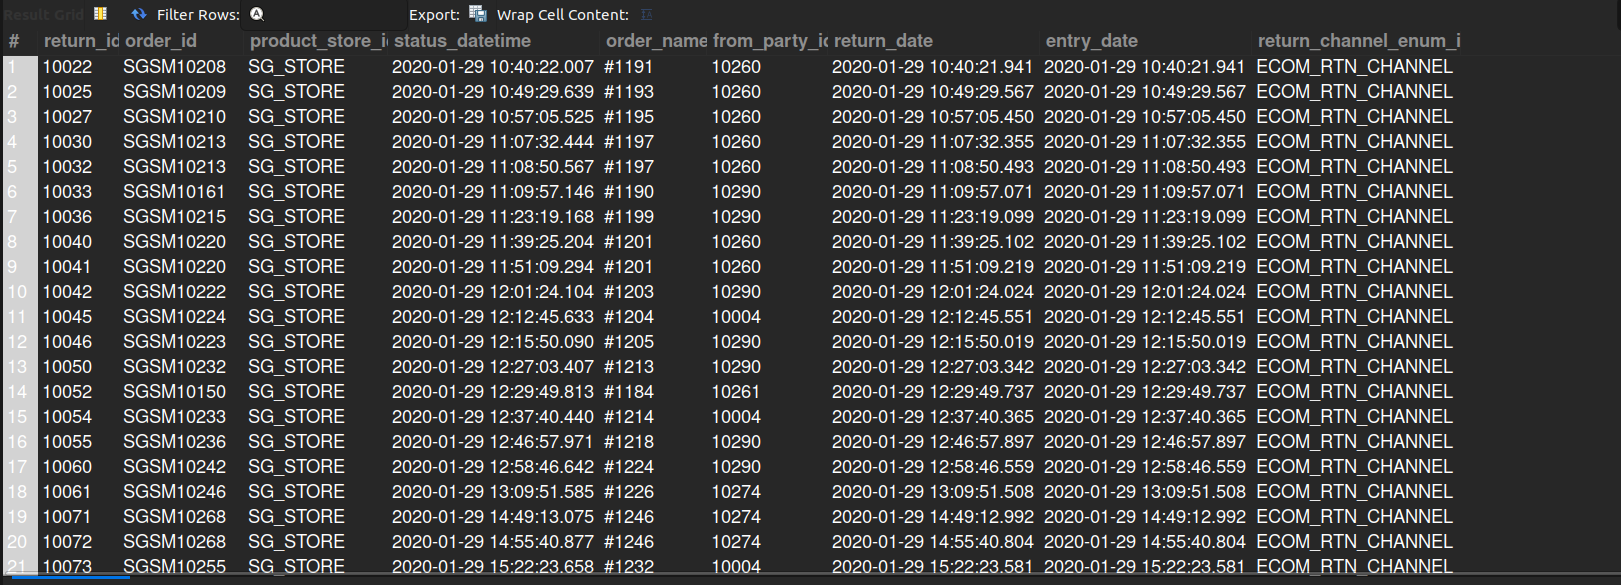 Result Grid Filter Rows: Export: Wrap Cell Content:
# return_id order_id product_store_i status_datetime order_name from_party_id return_date entry_date return_channel_enum_i
1 10022 SGSM10208 SG_STORE 2020-01-29 10:40:22.007 #1191 10260 2020-01-29 10:40:21.941 2020-01-29 10:40:21.941 ECOM_RTN_CHANNEL
2 10025 SGSM10209 SG_STORE 2020-01-29 10:49:29.639 #1193 10260 2020-01-29 10:49:29.567 2020-01-29 10:49:29.567 ECOM_RTN_CHANNEL
3 10027 SGSM10210 SG_STORE 2020-01-29 10:57:05.525 #1195 10260 2020-01-29 10:57:05.450 2020-01-29 10:57:05.450 ECOM_RTN_CHANNEL
4 10030 SGSM10213 SG_STORE 2020-01-29 11:07:32.444 #1197 10260 2020-01-29 11:07:32.355 2020-01-29 11:07:32.355 ECOM_RTN_CHANNEL
5 10032 SGSM10213 SG_STORE 2020-01-29 11:08:50.567 #1197 10260 2020-01-29 11:08:50.493 2020-01-29 11:08:50.493 ECOM_RTN_CHANNEL
6 10033 SGSM10161 SG_STORE 2020-01-29 11:09:57.146 #1190 10290 2020-01-29 11:09:57.071 2020-01-29 11:09:57.071 ECOM_RTN_CHANNEL
7 10036 SGSM10215 SG_STORE 2020-01-29 11:23:19.168 #1199 10290 2020-01-29 11:23:19.099 2020-01-29 11:23:19.099 ECOM_RTN_CHANNEL
8 10040 SGSM10220 SG_STORE 2020-01-29 11:39:25.204 #1201 10260 2020-01-29 11:39:25.102 2020-01-29 11:39:25.102 ECOM_RTN_CHANNEL
9 10041 SGSM10220 SG_STORE 2020-01-29 11:51:09.294 #1201 10260 2020-01-29 11:51:09.219 2020-01-29 11:51:09.219 ECOM_RTN_CHANNEL
10 10042 SGSM10222 SG_STORE 2020-01-29 12:01:24.104 #1203 10290 2020-01-29 12:01:24.024 2020-01-29 12:01:24.024 ECOM_RTN_CHANNEL
11 10045 SGSM10224 SG_STORE 2020-01-29 12:12:45.633 #1204 10004 2020-01-29 12:12:45.551 2020-01-29 12:12:45.551 ECOM_RTN_CHANNEL
12 10046 SGSM10223 SG_STORE 2020-01-29 12:15:50.090 #1205 10290 2020-01-29 12:15:50.019 2020-01-29 12:15:50.019 ECOM_RTN_CHANNEL
13 10050 SGSM10232 SG_STORE 2020-01-29 12:27:03.407 #1213 10290 2020-01-29 12:27:03.342 2020-01-29 12:27:03.342 ECOM_RTN_CHANNEL
14 10052 SGSM10150 SG_STORE 2020-01-29 12:29:49.813 #1184 10261 2020-01-29 12:29:49.737 2020-01-29 12:29:49.737 ECOM_RTN_CHANNEL
15 10054 SGSM10233 SG_STORE 2020-01-29 12:37:40.440 #1214 10004 2020-01-29 12:37:40.365 2020-01-29 12:37:40.365 ECOM_RTN_CHANNEL
16 10055 SGSM10236 SG_STORE 2020-01-29 12:46:57.971 #1218 10290 2020-01-29 12:46:57.897 2020-01-29 12:46:57.897 ECOM_RTN_CHANNEL
17 10060 SGSM10242 SG_STORE 2020-01-29 12:58:46.642 #1224 10290 2020-01-29 12:58:46.559 2020-01-29 12:58:46.559 ECOM_RTN_CHANNEL
18 10061 SGSM10246 SG_STORE 2020-01-29 13:09:51.585 #1226 10274 2020-01-29 13:09:51.508 2020-01-29 13:09:51.508 ECOM_RTN_CHANNEL
19 10071 SGSM10268 SG_STORE 2020-01-29 14:49:13.075 #1246 10274 2020-01-29 14:49:12.992 2020-01-29 14:49:12.992 ECOM_RTN_CHANNEL
20 10072 SGSM10268 SG_STORE 2020-01-29 14:55:40.877 #1246 10274 2020-01-29 14:55:40.804 2020-01-29 14:55:40.804 ECOM_RTN_CHANNEL
21 10073 SGSM10255 SG_STORE 2020-01-29 15:22:23.658 #1232 10004 2020-01-29 15:22:23.581 2020-01-29 15:22:23.581 ECOM_RTN_CHANNEL